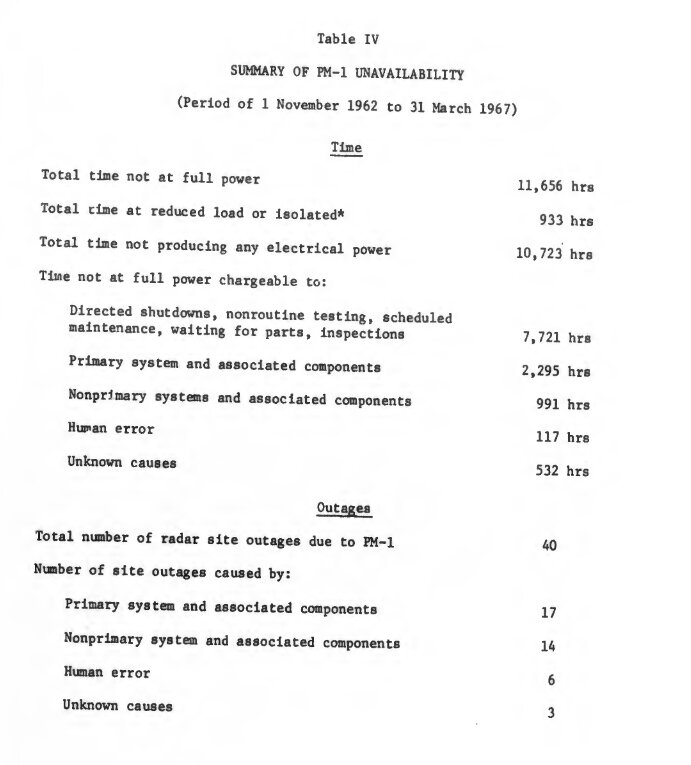 Table IV
SUMMARY OF PM-1 UNAVAILABILITY
(Period of 1 November 1962 to 31 March 1967)
Time
Total time not at full power 11,656 hrs
Total time at reduced load or isolated* 933 hrs
Total time not producing any electrical power 10,723 hrs
Time not at full power chargeable to:
Directed shutdowns, nonroutine testing, scheduled
maintenance, waiting for parts, inspections 7,721 hrs
Primary system and associated components 2,295 hrs
Nonprimary systems and associated components 991 hrs
Human error 117 hrs
Unknown causes 532 hrs
Outages
Total number of radar site outages due to PM-1 40
Number of site outages caused by:
Primary system and associated components 17
Nonprimary system and associated components 14
Human error 6
Unknown causes 3